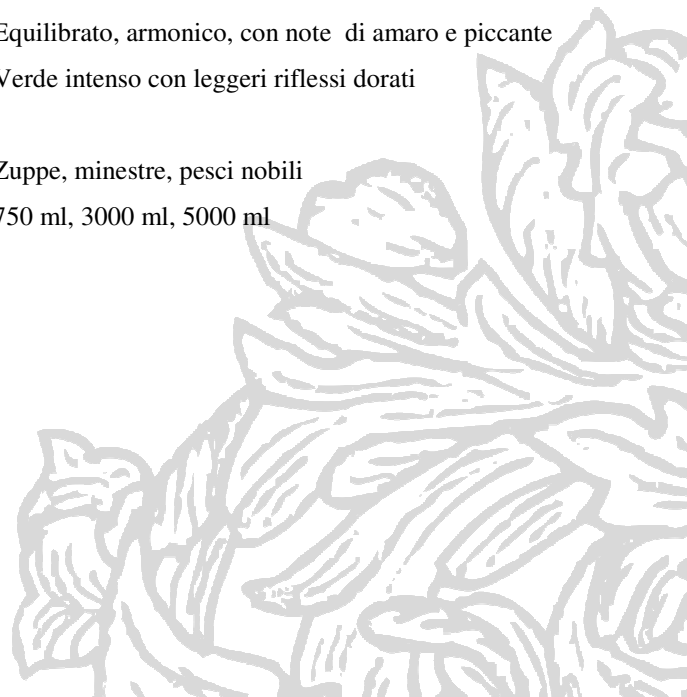 Equilibrato, armonico, con note di amaro e piccante
Verde intenso con leggeri riflessi dorati
Zuppe, minestre, pesci nobili
750 ml, 3000 ml, 5000 ml